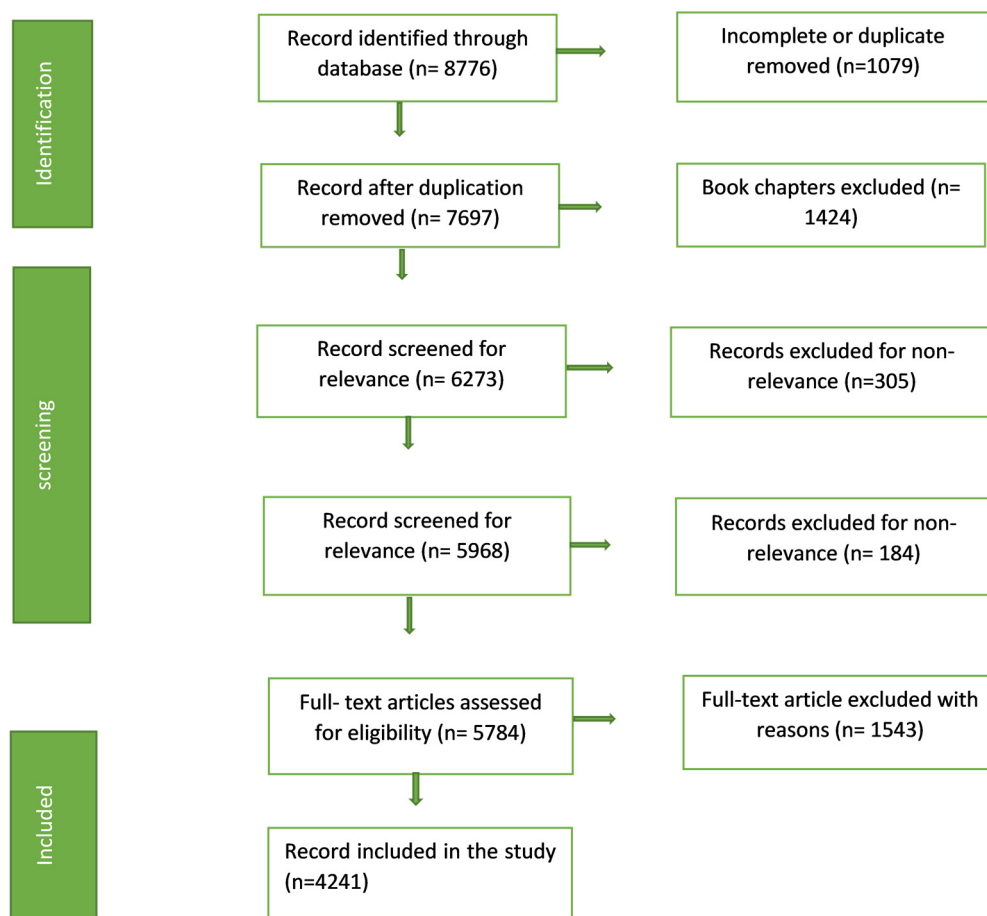 Identification
Record identified through
database (n= 8776)
Incomplete or duplicate
removed (n=1079)
Record after duplication
removed (n= 7697)
Book chapters excluded (n=
1424)
screening
Record screened for
relevance (n= 6273)
Records excluded for non-
relevance (n=305)
Record screened for
relevance (n= 5968)
Records excluded for non-
relevance (n= 184)
Included
Full- text articles assessed
for eligibility (n= 5784)
Full-text article excluded with
reasons (n= 1543)
Record included in the study
(n=4241)